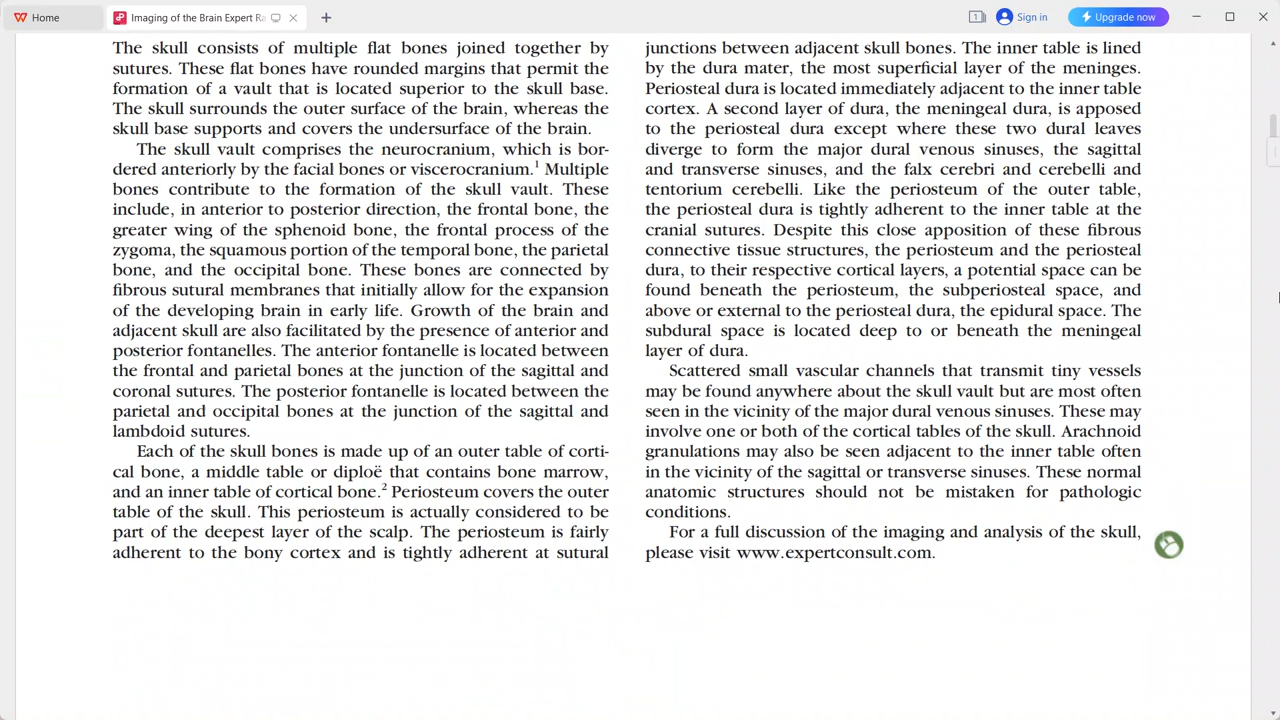 Home
Imaging of the Brain Expert Ra
1
Sign in
Upgrade now
The skull consists of multiple flat bones joined together by
sutures. These flat bones have rounded margins that permit the
formation of a vault that is located superior to the skull base.
The skull surrounds the outer surface of the brain, whereas the
skull base supports and covers the undersurface of the brain.
The skull vault comprises the neurocranium, which is bor-
dered anteriorly by the facial bones or viscerocranium.1 Multiple
bones contribute to the formation of the skull vault. These
include, in anterior to posterior direction, the frontal bone, the
greater wing of the sphenoid bone, the frontal process of the
zygoma, the squamous portion of the temporal bone, the parietal
bone, and the occipital bone. These bones are connected by
fibrous sutural membranes that initially allow for the expansion
of the developing brain in early life. Growth of the brain and
adjacent skull are also facilitated by the presence of anterior and
posterior fontanelles. The anterior fontanelle is located between
the frontal and parietal bones at the junction of the sagittal and
coronal sutures. The posterior fontanelle is located between the
parietal and occipital bones at the junction of the sagittal and
lambdoid sutures.
Each of the skull bones is made up of an outer table of corti-
cal bone, a middle table or diploë that contains bone marrow,
and an inner table of cortical bone.2 Periosteum covers the outer
table of the skull. This periosteum is actually considered to be
part of the deepest layer of the scalp. The periosteum is fairly
adherent to the bony cortex and is tightly adherent at sutural
junctions between adjacent skull bones. The inner table is lined
by the dura mater, the most superficial layer of the meninges.
Periosteal dura is located immediately adjacent to the inner table
cortex. A second layer of dura, the meningeal dura, is apposed
to the periosteal dura except where these two dural leaves
diverge to form the major dural venous sinuses, the sagittal
and transverse sinuses, and the falx cerebri and cerebelli and
tentorium cerebelli. Like the periosteum of the outer table,
the periosteal dura is tightly adherent to the inner table at the
cranial sutures. Despite this close apposition of these fibrous
connective tissue structures, the periosteum and the periosteal
dura, to their respective cortical layers, a potential space can be
found beneath the periosteum, the subperiosteal space, and
above or external to the periosteal dura, the epidural space. The
subdural space is located deep to or beneath the meningeal
layer of dura.
Scattered small vascular channels that transmit tiny vessels
may be found anywhere about the skull vault but are most often
seen in the vicinity of the major dural venous sinuses. These may
involve one or both of the cortical tables of the skull. Arachnoid
granulations may also be seen adjacent to the inner table often
in the vicinity of the sagittal or transverse sinuses. These normal
anatomic structures should not be mistaken for pathologic
conditions.
For a full discussion of the imaging and analysis of the skull,
please visit www.expertconsult.com.